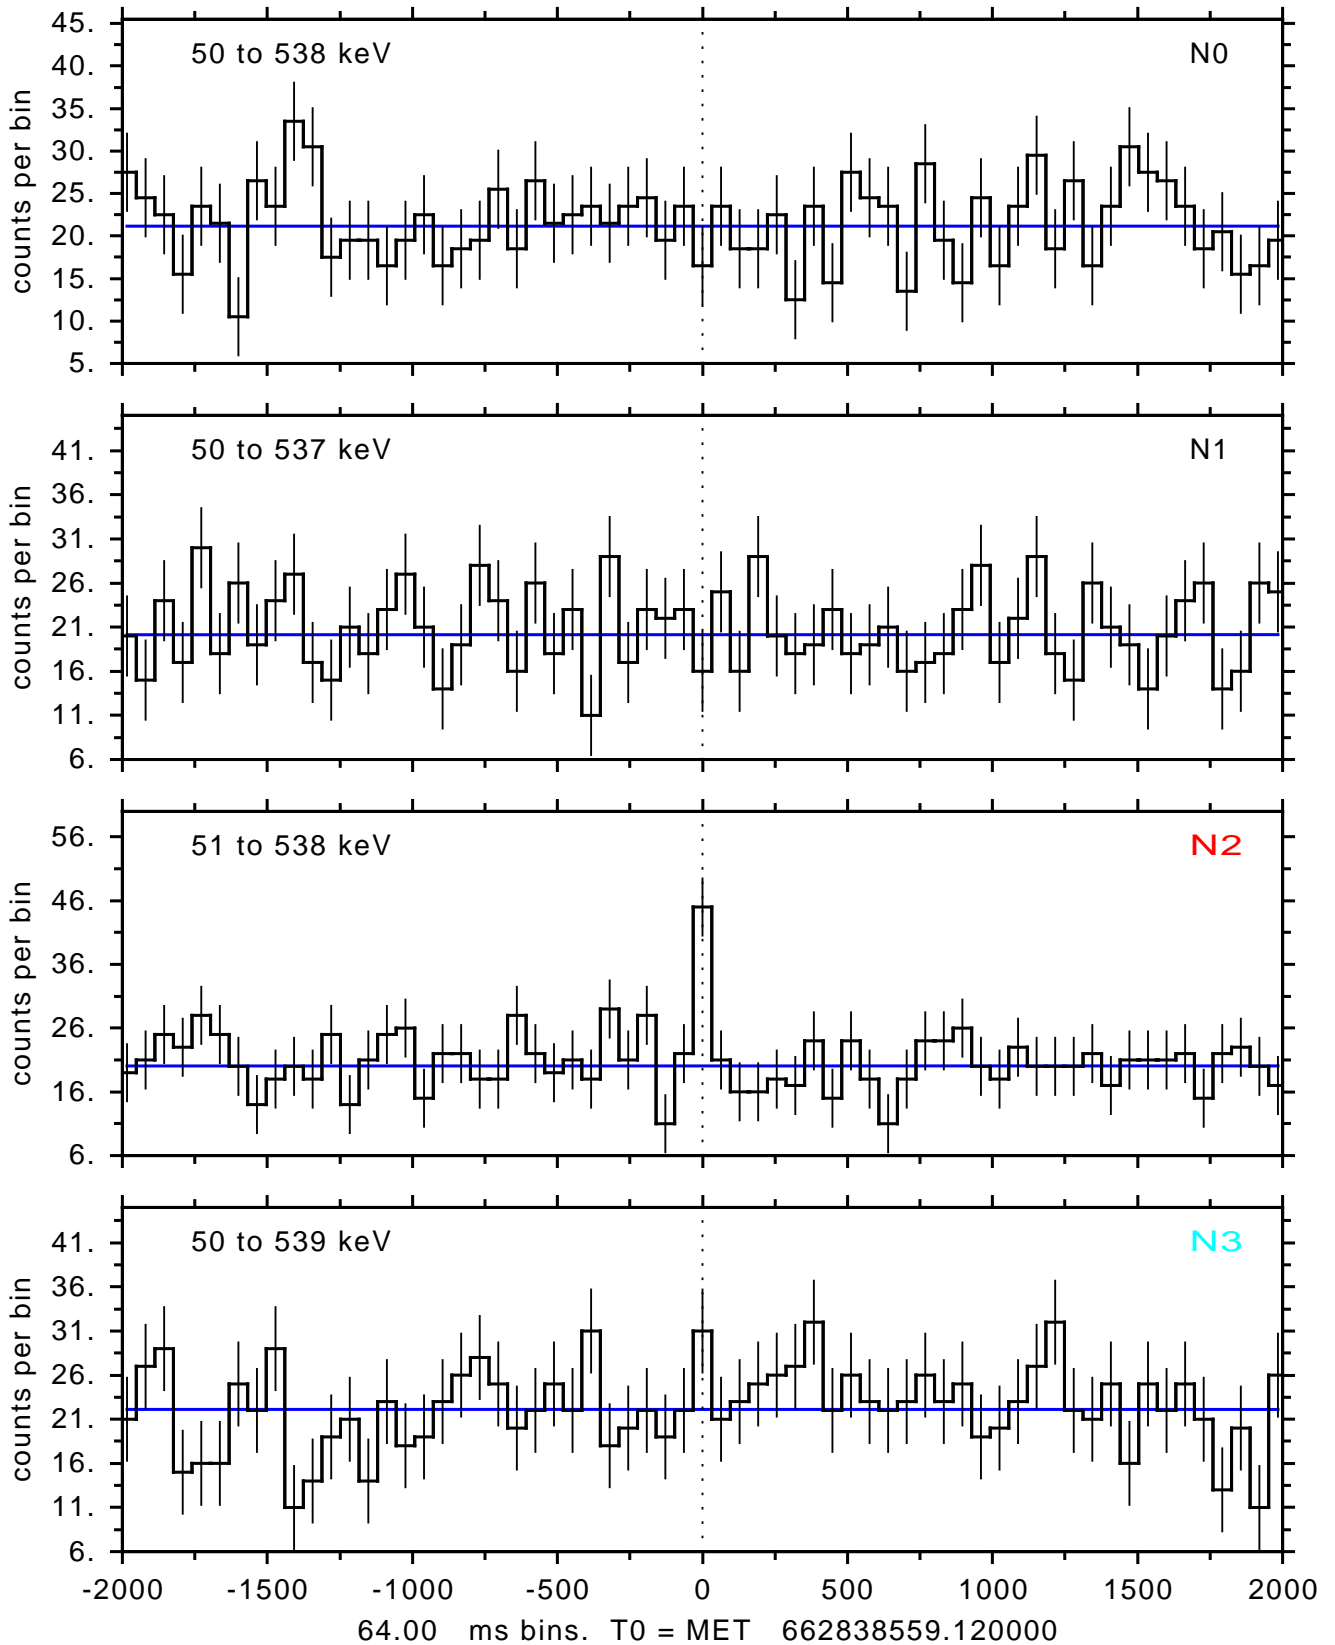 45.
40.
35.
30.
25.
20.
15.
10.
5.
counts per bin
50 to 538 keV
N0
41.
36.
31.
26.
21.
16.
11.
6.
counts per bin
50 to 537 keV
N1
56.
46.
36.
26.
16.
6.
counts per bin
51 to 538 keV
N2
41.
36.
31.
26.
21.
16.
11.
6.
counts per bin
50 to 539 keV
N3
-2000 -1500 -1000 -500 0 500 1000 1500 2000
64.00 ms bins. T0 = MET 662838559.120000